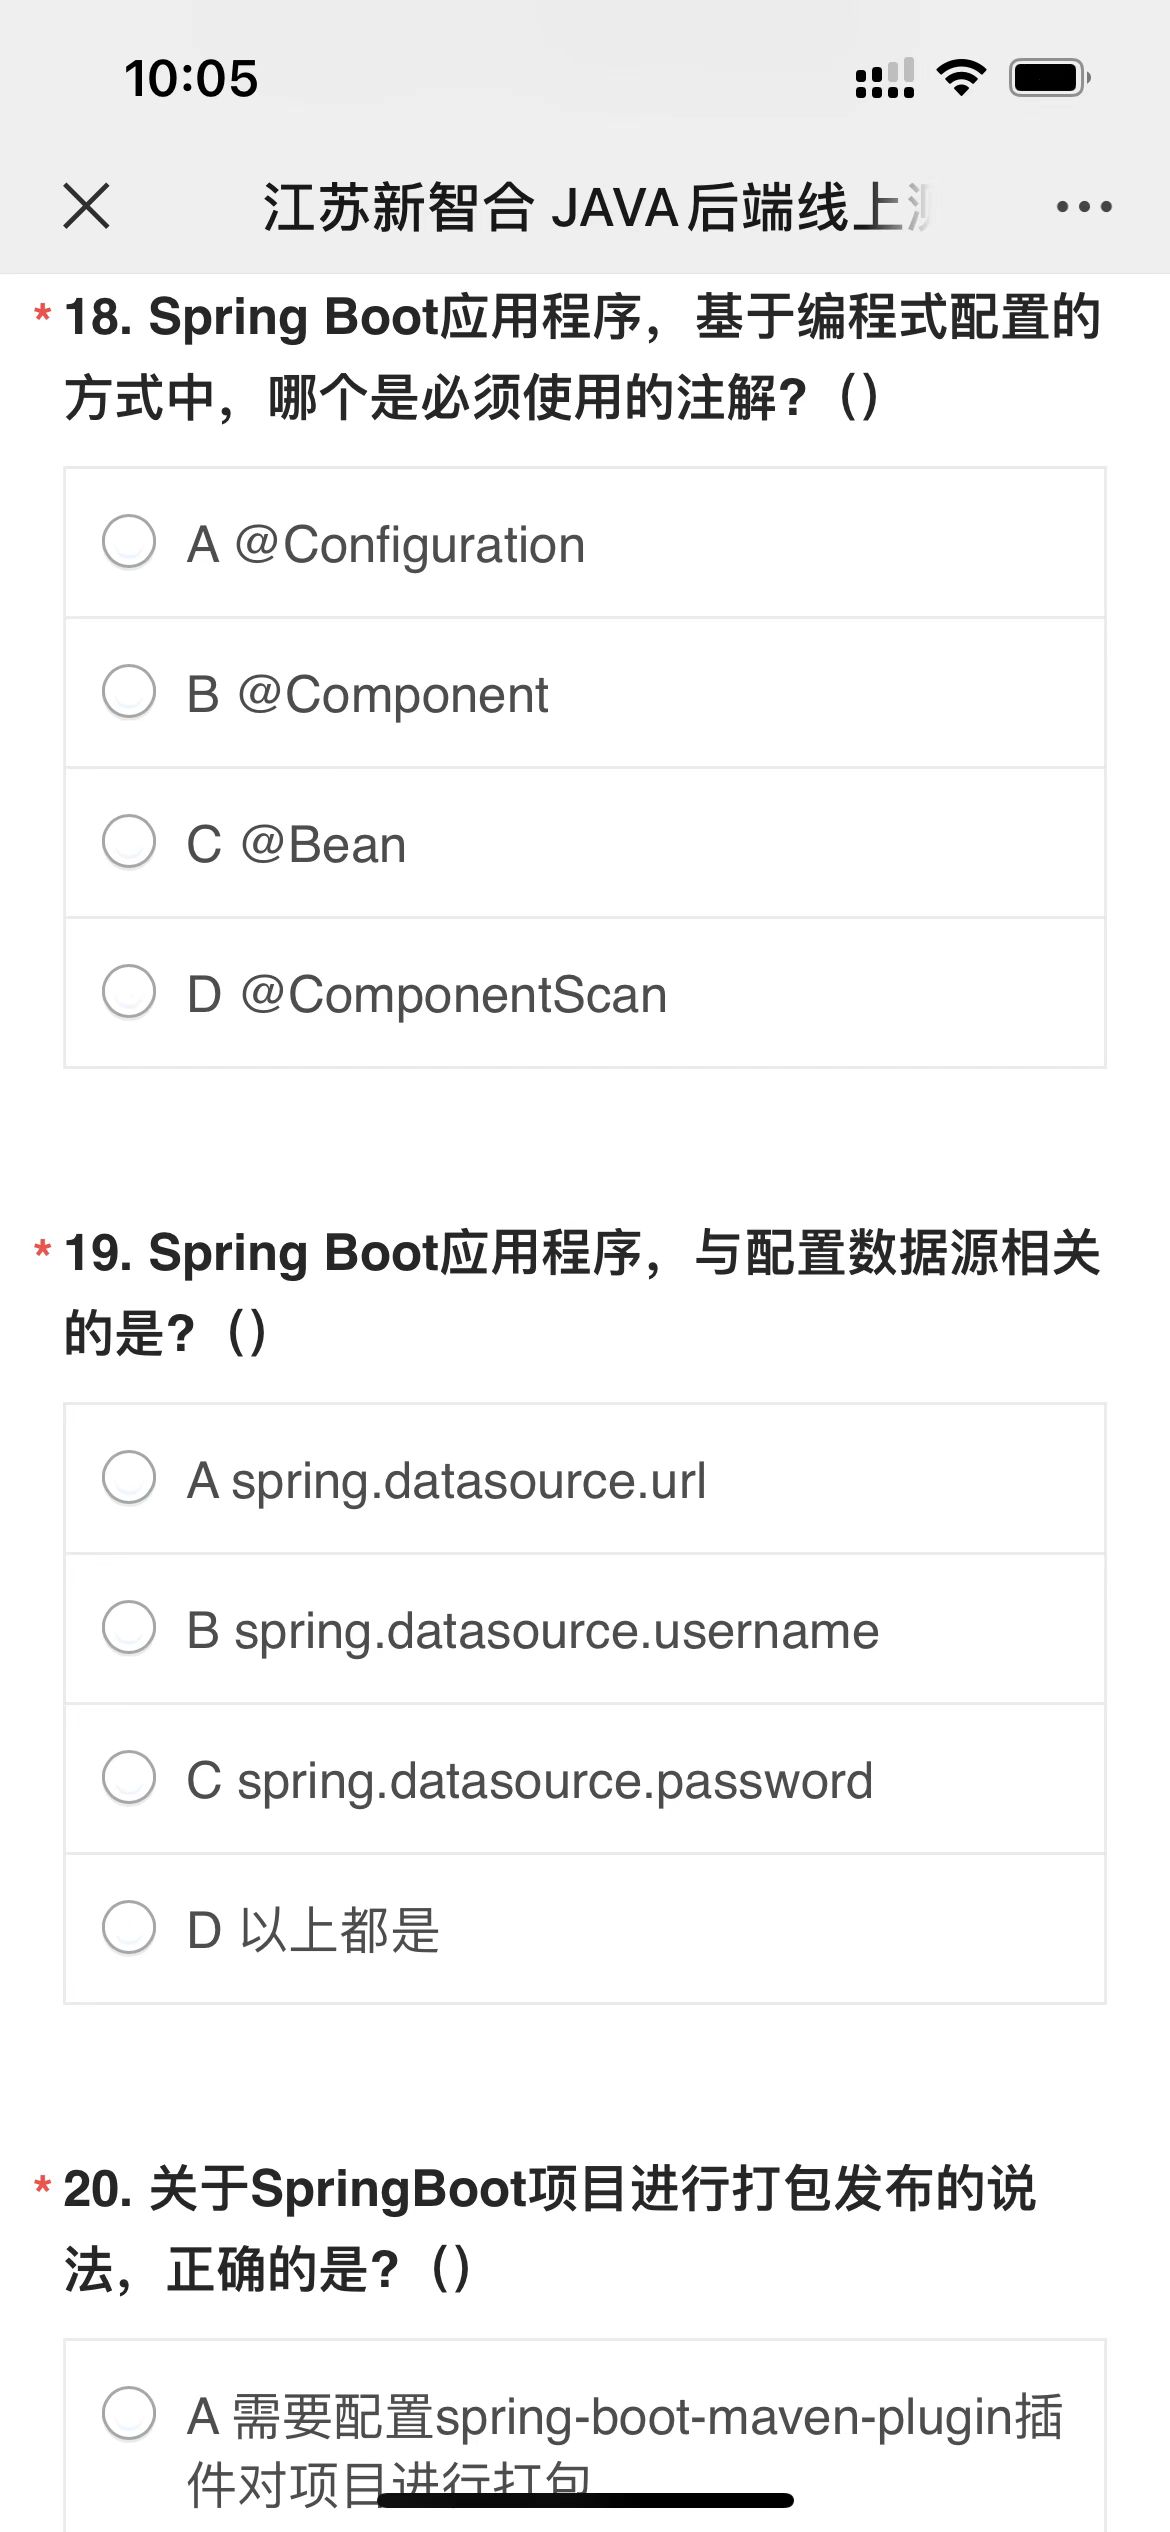 10:05
江苏新智合 JAVA后端线上
* 18. Spring Boot应用程序，基于编程式配置的
方式中，哪个是必须使用的注解?（）
A @Configuration
B @Component
C @Bean
D @ComponentScan
* 19. Spring Boot应用程序，与配置数据源相关
的是?（）
A spring.datasource.url
B spring.datasource.username
C spring.datasource.password
D 以上都是
* 20. 关于SpringBoot项目进行打包发布的说
法，正确的是?（）
A 需要配置spring-boot-maven-plugin插
件对项目进行打包